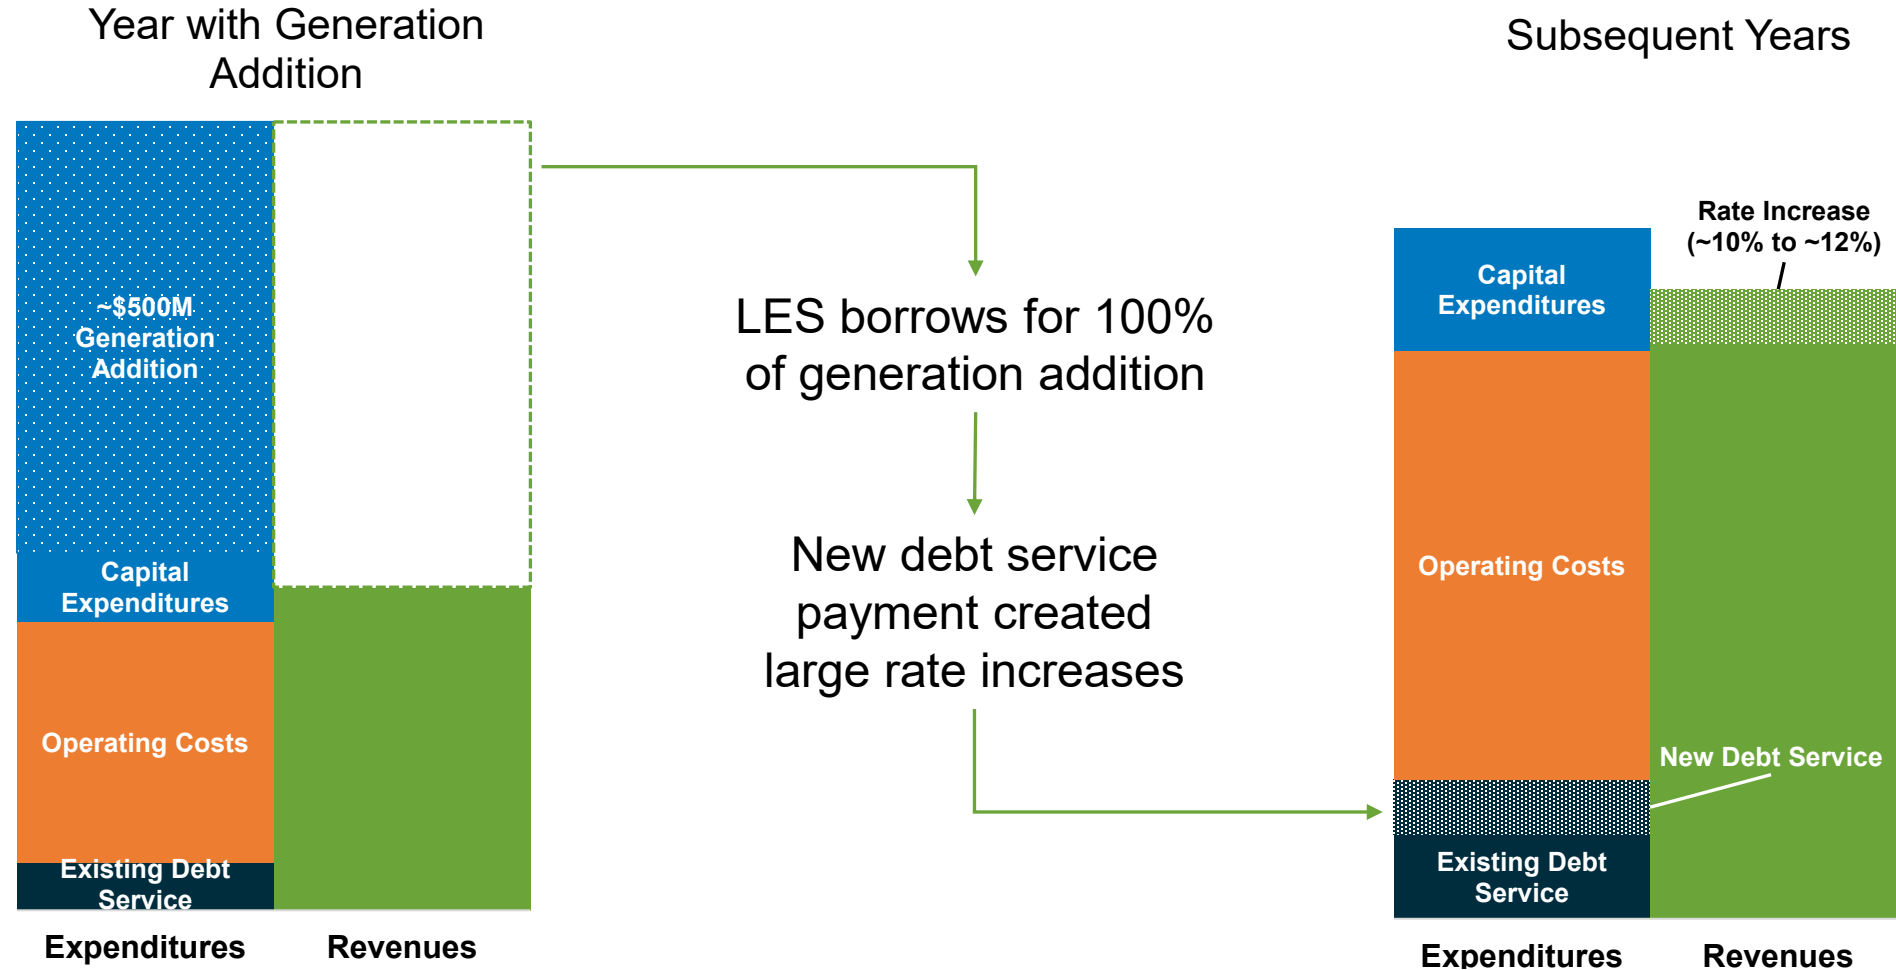 Year with Generation
Addition
~$500M
Generation
Addition
Capital
Expenditures
Operating Costs
Existing Debt
Service
Expenditures
Revenues
LES borrows for 100%
of generation addition
New debt service
payment created
large rate increases
Subsequent Years
Rate Increase
(~10% to ~12%)
Capital
Expenditures
Operating Costs
New Debt Service
Existing Debt
Service
Expenditures
Revenues